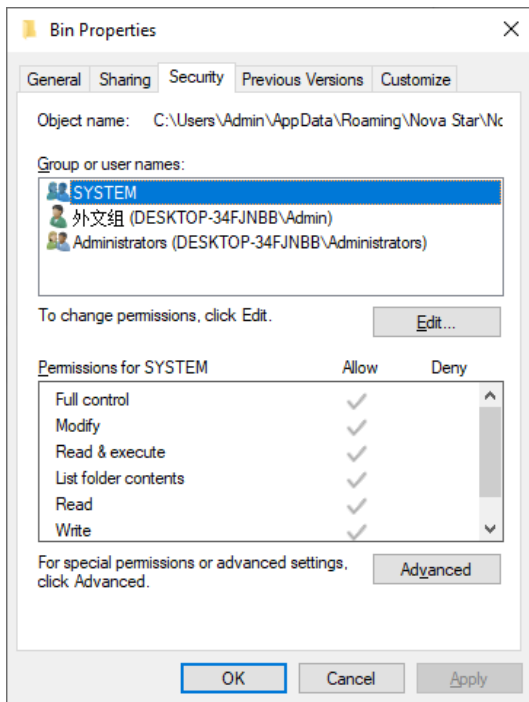 Bin Properties
General Sharing Security Previous Versions Customize
Object name: C:\Users\Admin\AppData\Roaming\Nova Star\Nc
Group or user names:
SYSTEM
外文组 (DESKTOP-34FJNBB\Admin)
Administrators (DESKTOP-34FJNBB\Administrators)
To change permissions, click Edit.
Edit...
Permissions for SYSTEM Allow Deny
Full control
Modify
Read & execute
List folder contents
Read
Write
For special permissions or advanced settings,
click Advanced.
Advanced
OK Cancel Apply